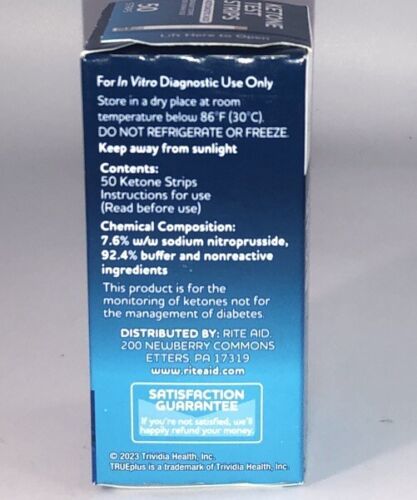 KETONE
TEST
STRIPS
50
STRIPS
Lift Here to Open
For In Vitro Diagnostic Use Only
Store in a dry place at room
temperature below 86°F (30°C).
DO NOT REFRIGERATE OR FREEZE.
Keep away from sunlight
Contents:
50 Ketone Strips
Instructions for use
(Read before use)
Chemical Composition:
7.6% w/w sodium nitroprusside,
92.4% buffer and nonreactive
ingredients
This product is for the
monitoring of ketones not for
the management of diabetes.
DISTRIBUTED BY: RITE AID,
200 NEWBERRY COMMONS
ETTERS, PA 17319
www.riteaid.com
SATISFACTION
GUARANTEE
If you're not satisfied, we'll
happily refund your money.
© 2023 Trividia Health, Inc.
TRUEplus is a trademark of Trividia Health, Inc.